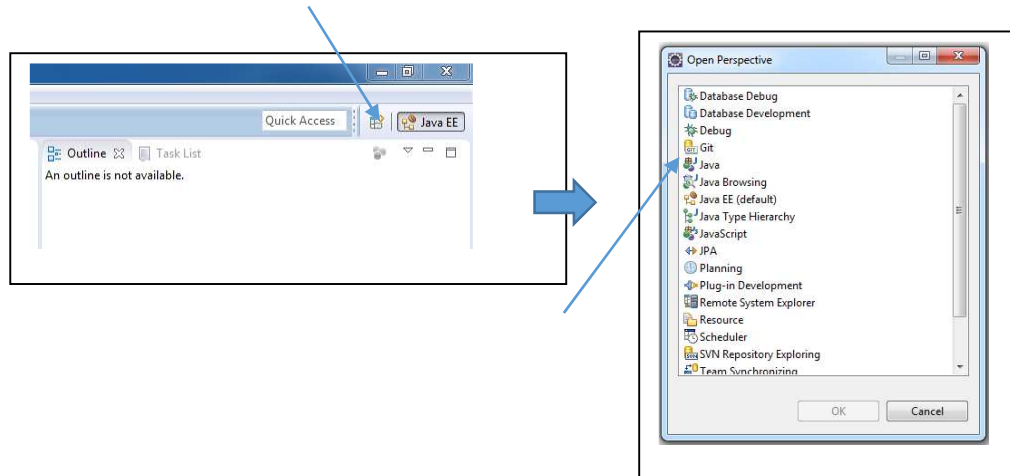 Quick Access
Java EE
Outline
Task List
An outline is not available.
Open Perspective
Database Debug
Database Development
Debug
Git
Java
Java Browsing
Java EE (default)
Java Type Hierarchy
JavaScript
JPA
Planning
Plug-in Development
Remote System Explorer
Resource
Scheduler
SVN Repository Exploring
Team Synchronizing
OK
Cancel